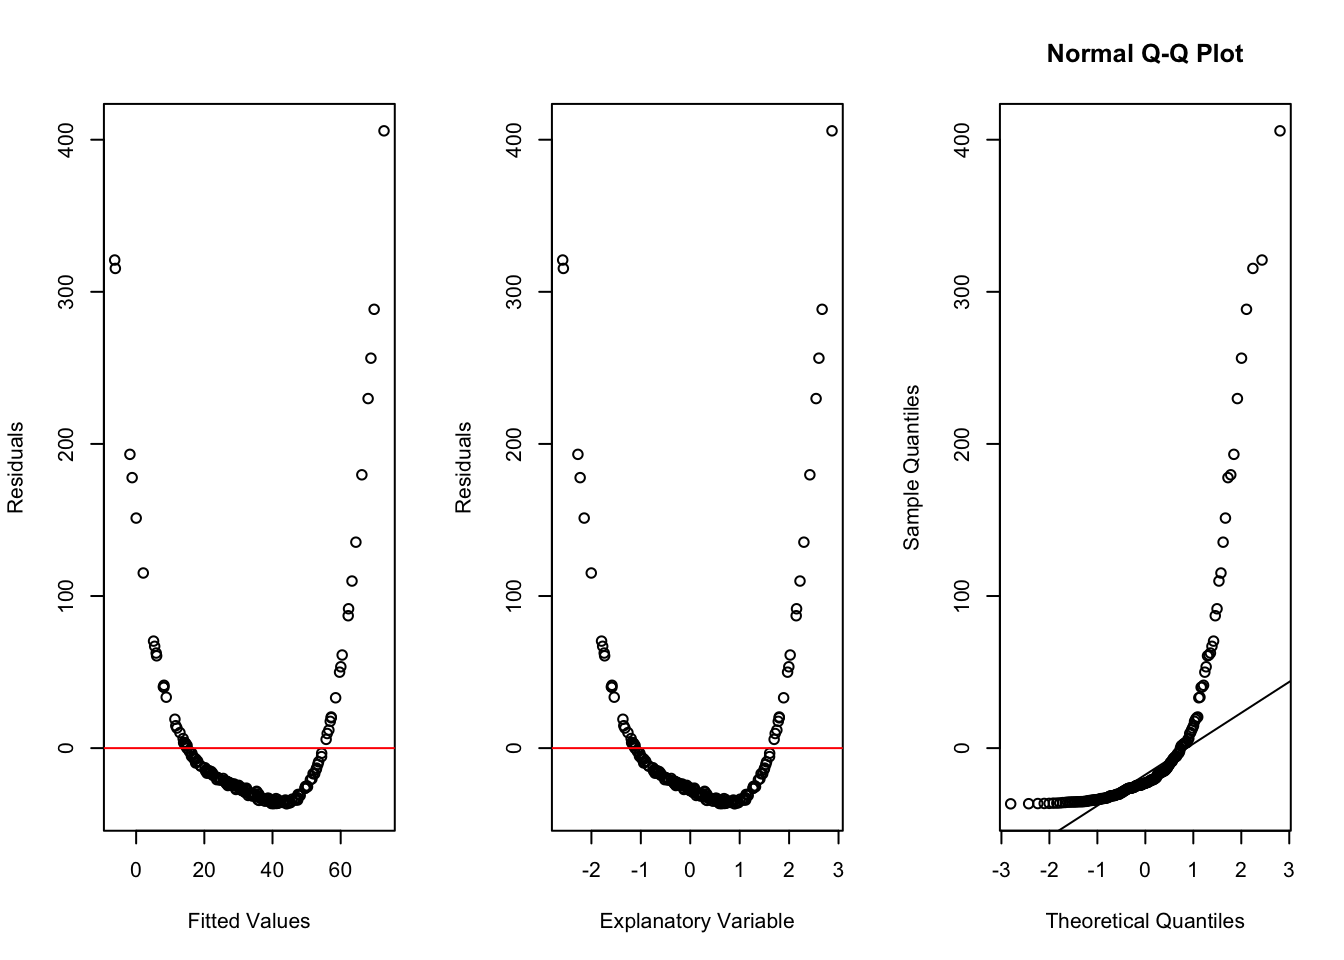 Residuals
400
300
200
100
0
0 20 40 60
Fitted Values
Residuals
400
300
200
100
0
-2 -1 0 1 2 3
Explanatory Variable
Normal Q-Q Plot
Sample Quantiles
400
300
200
100
0
-3 -2 -1 0 1 2 3
Theoretical Quantiles